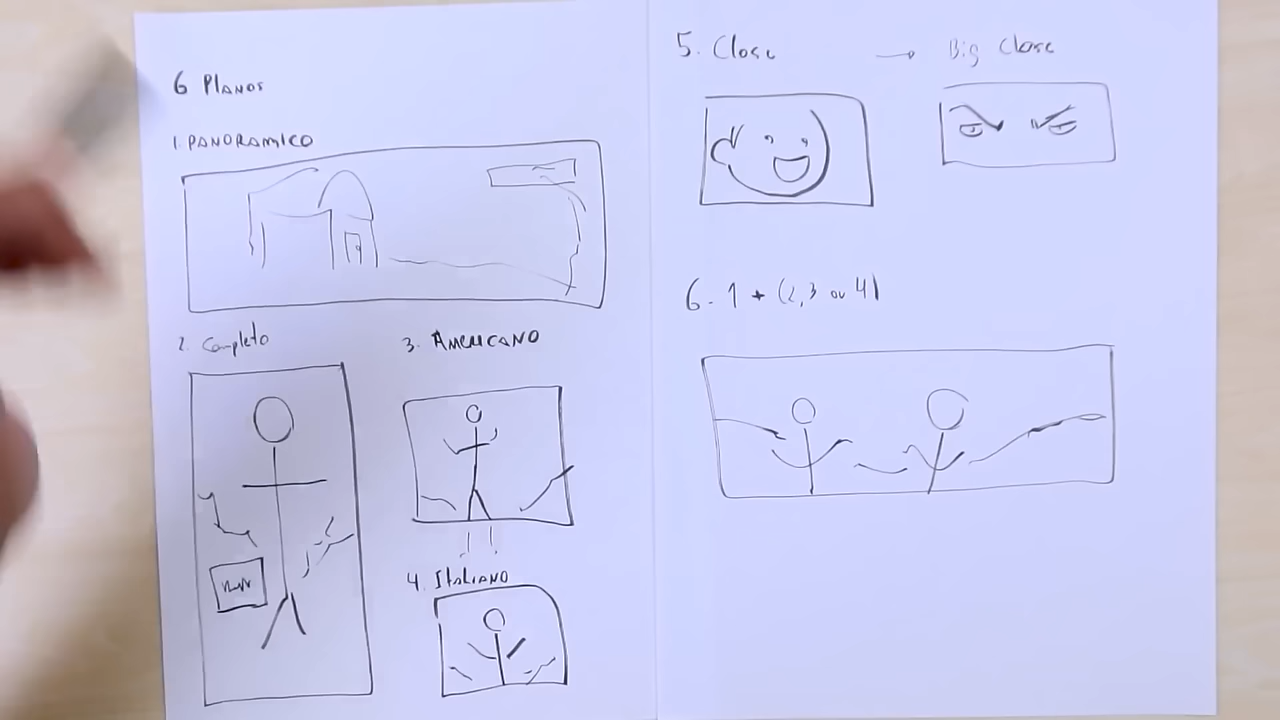 6 PLANOS
1. PANORAMICO
2. Completo
3. AMERICANO
4. ITALIANO
5. Close → Big Close
6 - 1 + (2, 3 ou 4)